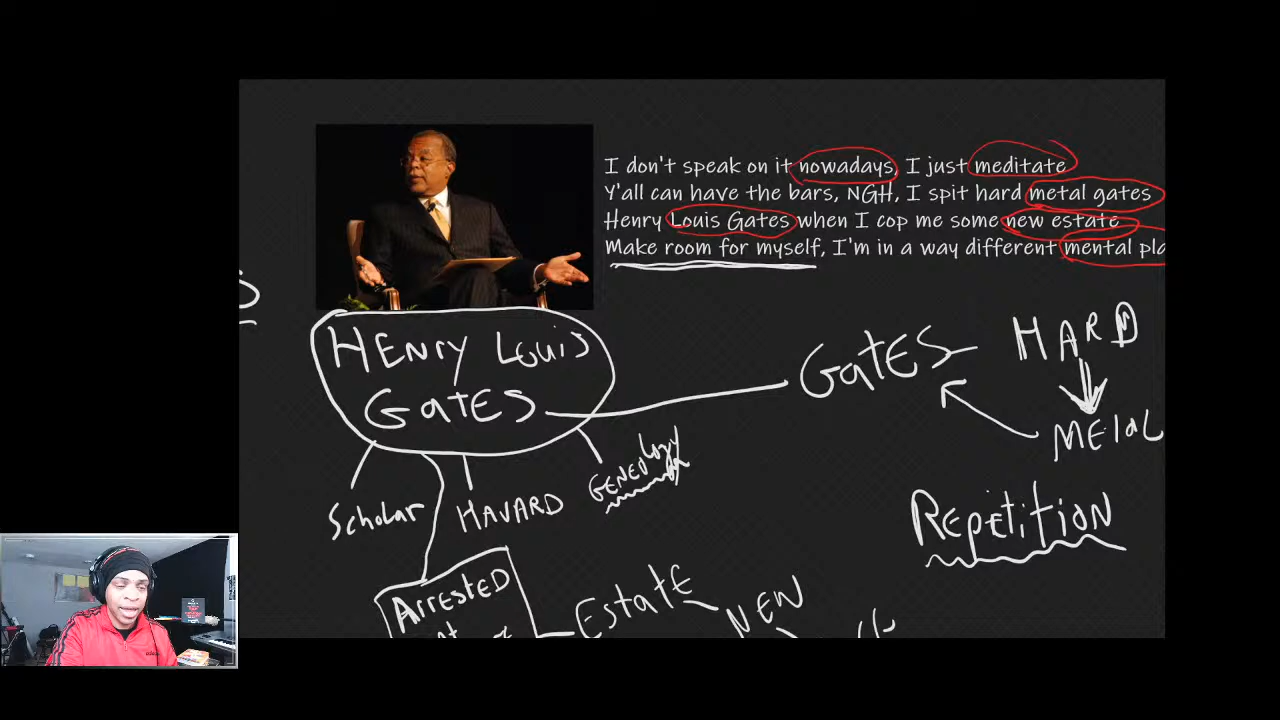 I don't speak on it nowadays, I just meditate
Y'all can have the bars, NGH, I spit hard metal gates
Henry Louis Gates when I cop me some new estate
Make room for myself, I'm in a way different mental pla
HENRY LOUIS
GATES
GATES
HARD
METAL
Scholar
HAVARD
GENEOLOGY
REPETITION
ARRESTED
EState
NEW